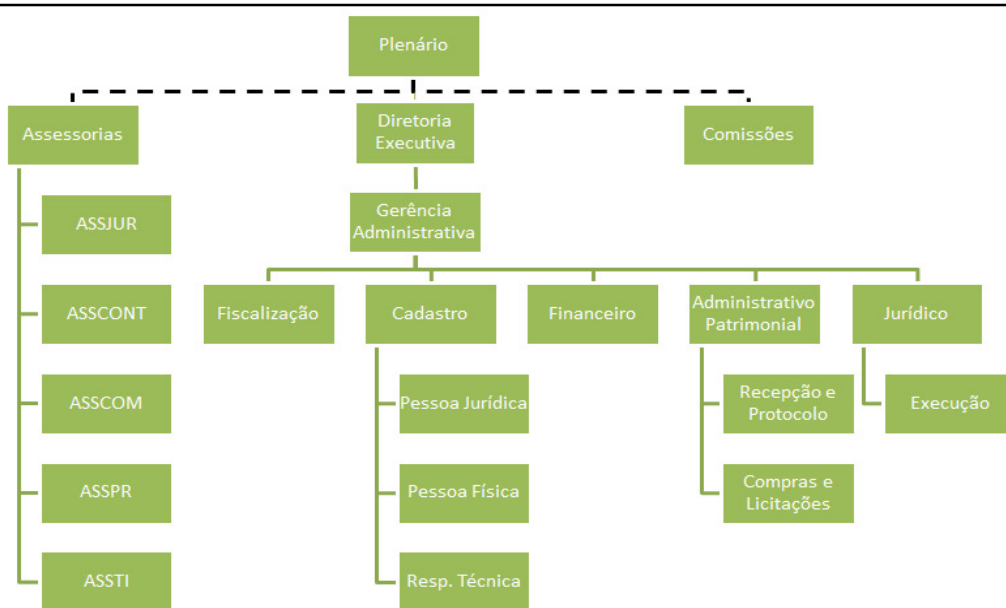 Plenário
Assessorias
Diretoria
Executiva
Comissões
ASSJUR
ASSCONT
ASSCOM
ASSPR
ASSTI
Gerência
Administrativa
Fiscalização
Cadastro
Financeiro
Administrativo
Patrimonial
Jurídico
Pessoa Jurídica
Pessoa Física
Resp. Técnica
Recepção e
Protocolo
Compras e
Licitações
Execução